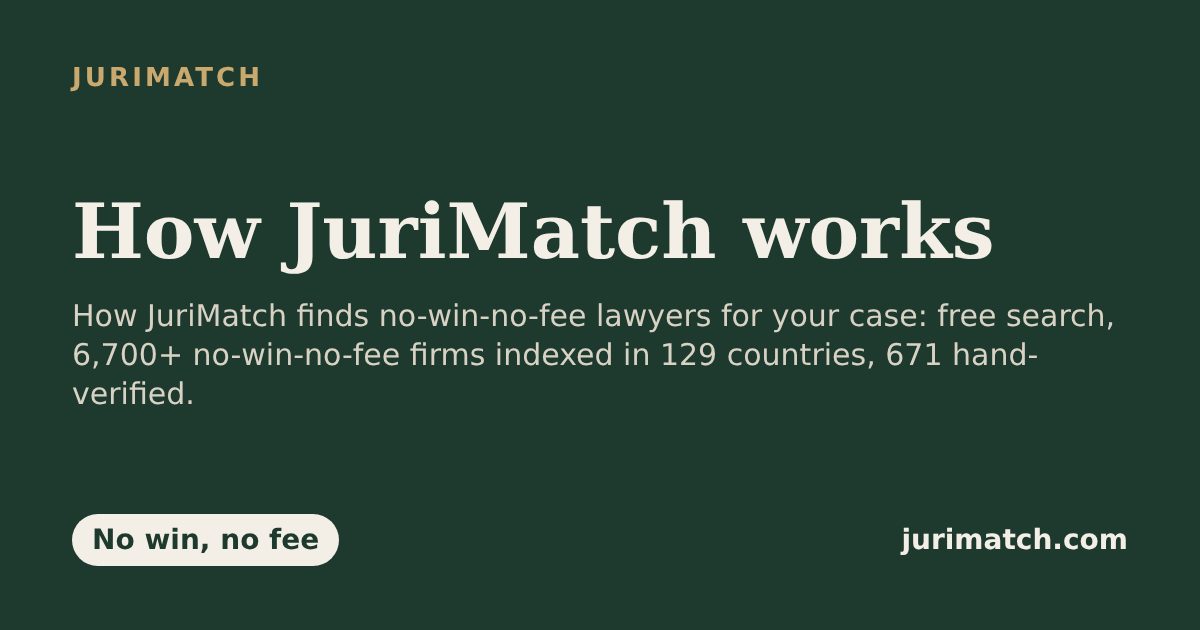 JURIMATCH
How JuriMatch works
How JuriMatch finds no-win-no-fee lawyers for your case: free search,
6,700+ no-win-no-fee firms indexed in 129 countries, 671 hand-
verified.
No win, no fee
jurimatch.com